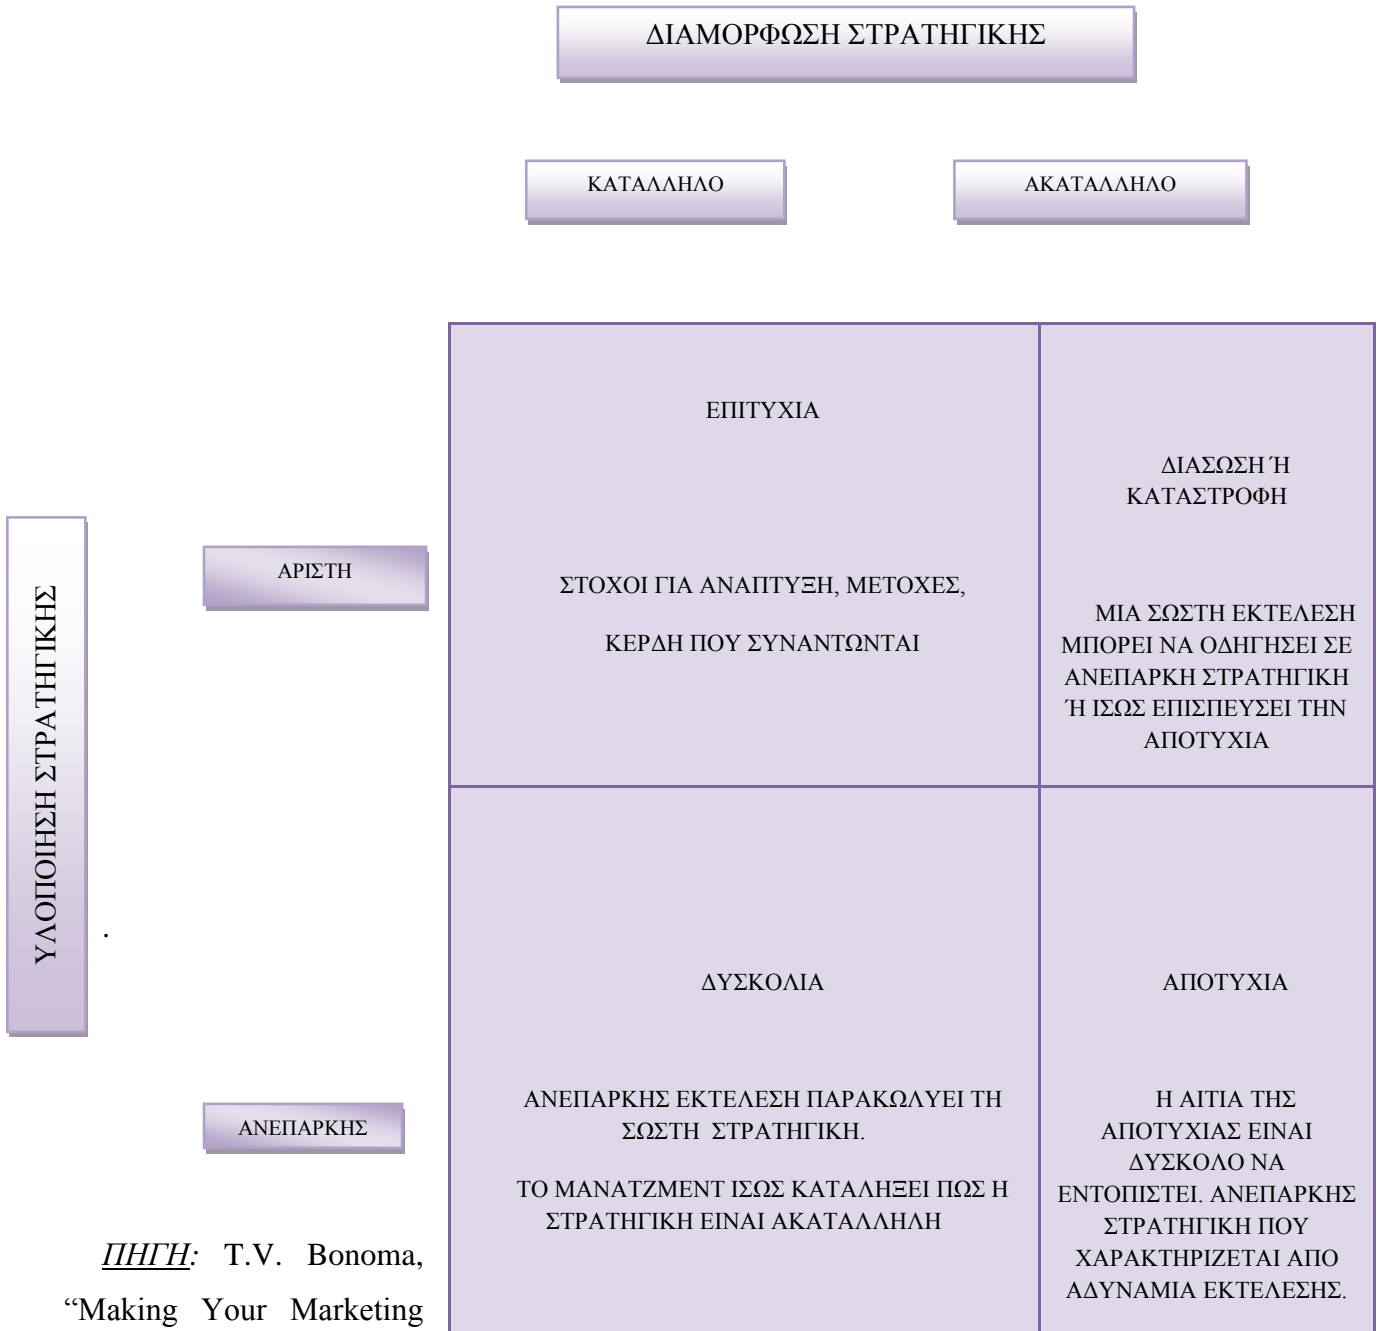 ΔΙΑΜΟΡΦΩΣΗ ΣΤΡΑΤΗΓΙΚΗΣ
ΚΑΤΑΛΛΗΛΟ
ΑΚΑΤΑΛΛΗΛΟ
ΥΛΟΠΟΙΗΣΗ ΣΤΡΑΤΗΓΙΚΗΣ
.
ΑΡΙΣΤΗ
ΕΠΙΤΥΧΙΑ
ΣΤΟΧΟΙ ΓΙΑ ΑΝΑΠΤΥΞΗ, ΜΕΤΟΧΕΣ,
ΚΕΡΔΗ ΠΟΥ ΣΥΝΑΝΤΩΝΤΑΙ
ΔΙΑΣΩΣΗ Ή
ΚΑΤΑΣΤΡΟΦΗ
ΜΙΑ ΣΩΣΤΗ ΕΚΤΕΛΕΣΗ
ΜΠΟΡΕΙ ΝΑ ΟΔΗΓΗΣΕΙ ΣΕ
ΑΝΕΠΑΡΚΗ ΣΤΡΑΤΗΓΙΚΗ
Ή ΙΣΩΣ ΕΠΙΣΠΕΥΣΕΙ ΤΗΝ
ΑΠΟΤΥΧΙΑ
ΑΝΕΠΑΡΚΗΣ
ΔΥΣΚΟΛΙΑ
ΑΝΕΠΑΡΚΗΣ ΕΚΤΕΛΕΣΗ ΠΑΡΑΚΩΛΥΕΙ ΤΗ
ΣΩΣΤΗ ΣΤΡΑΤΗΓΙΚΗ.
ΤΟ ΜΑΝΑΤΖΜΕΝΤ ΙΣΩΣ ΚΑΤΑΛΗΞΕΙ ΠΩΣ Η
ΣΤΡΑΤΗΓΙΚΗ ΕΙΝΑΙ ΑΚΑΤΑΛΛΗΛΗ
ΑΠΟΤΥΧΙΑ
Η ΑΙΤΙΑ ΤΗΣ
ΑΠΟΤΥΧΙΑΣ ΕΙΝΑΙ
ΔΥΣΚΟΛΟ ΝΑ
ΕΝΤΟΠΙΣΤΕΙ. ΑΝΕΠΑΡΚΗΣ
ΣΤΡΑΤΗΓΙΚΗ ΠΟΥ
ΧΑΡΑΚΤΗΡΙΖΕΤΑΙ ΑΠΟ
ΑΔΥΝΑΜΙΑ ΕΚΤΕΛΕΣΗΣ.
ΠΗΓΗ: T.V. Bonoma,
“Making Your Marketing